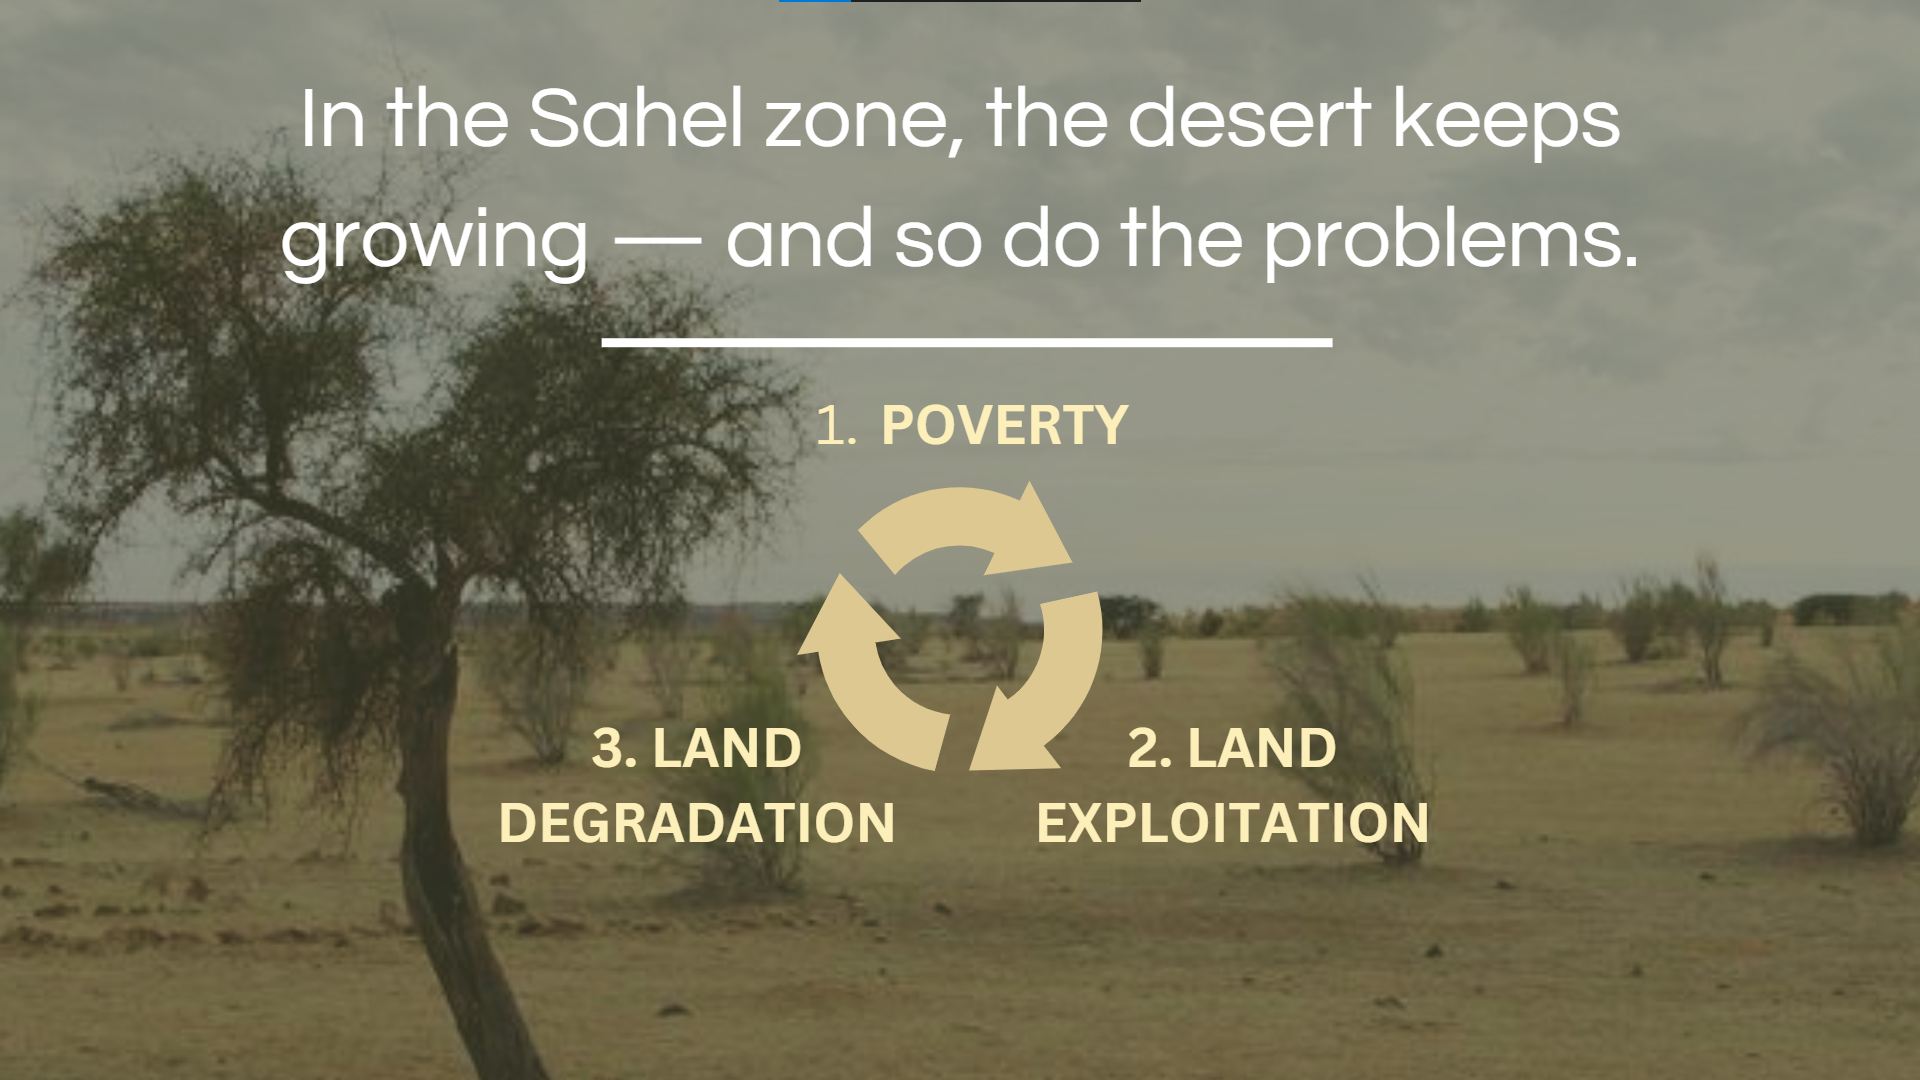 In the Sahel zone, the desert keeps
growing — and so do the problems.
1. POVERTY
3. LAND
DEGRADATION
2. LAND
EXPLOITATION